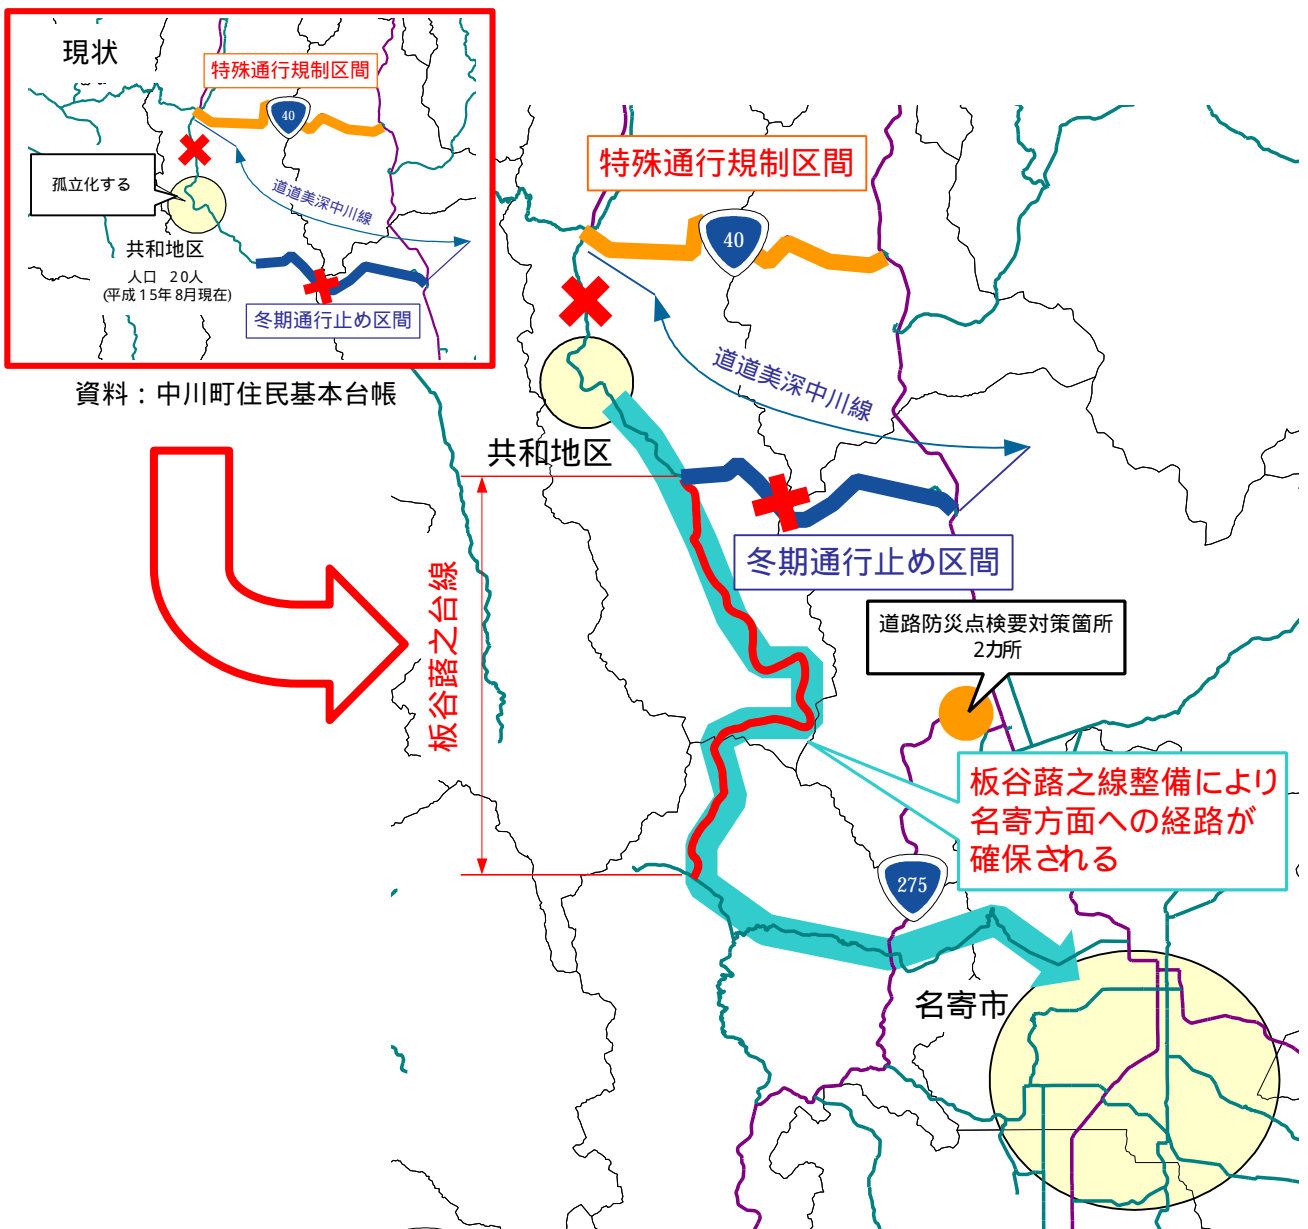 現状
特殊通行規制区間
40
孤立化する
道道美深中川線
共和地区
人口 20人
(平成15年8月現在)
冬期通行止め区間
資料：中川町住民基本台帳
特殊通行規制区間
40
道道美深中川線
共和地区
冬期通行止め区間
板谷蕗之台線
道路防災点検要対策箇所
2カ所
板谷蕗之線整備により
名寄方面への経路が
確保される
275
名寄市